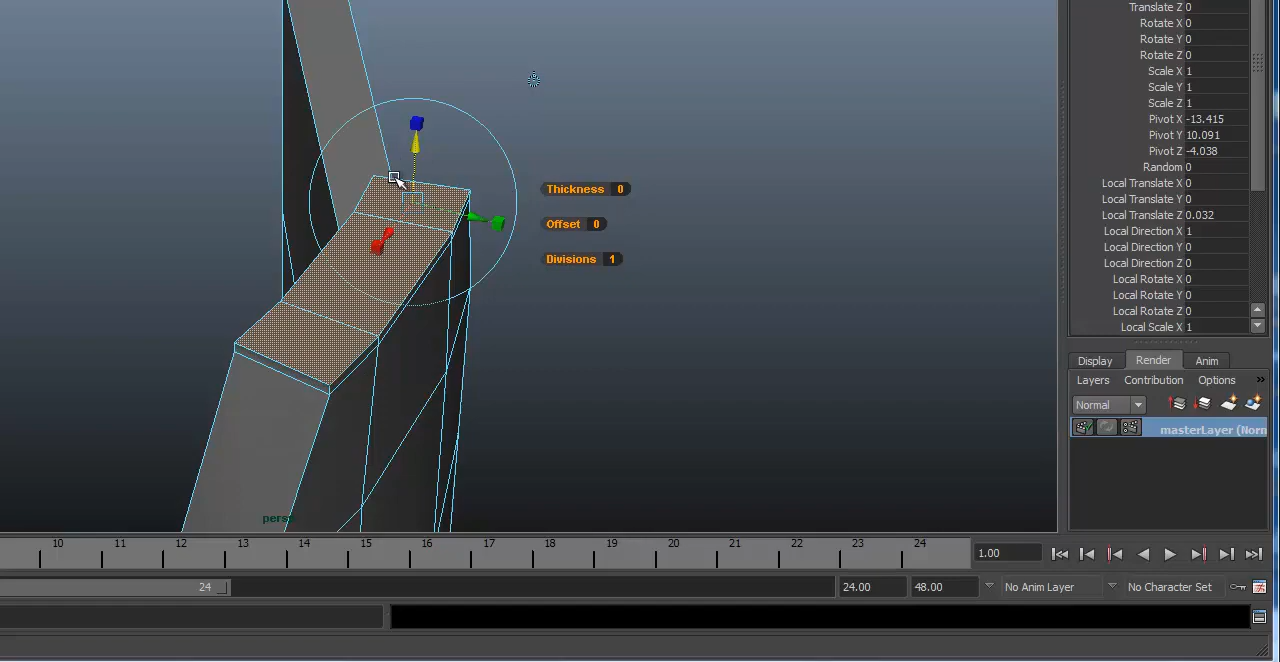 Translate Z 0
Rotate X 0
Rotate Y 0
Rotate Z 0
Scale X 1
Scale Y 1
Scale Z 1
Pivot X -13.415
Pivot Y 10.091
Pivot Z -4.038
Random 0
Local Translate X 0
Local Translate Y 0
Local Translate Z 0.032
Local Direction X 1
Local Direction Y 0
Local Direction Z 0
Local Rotate X 0
Local Rotate Y 0
Local Rotate Z 0
Local Scale X 1
Thickness 0
Offset 0
Divisions 1
Display Render Anim
Layers Contribution Options »
Normal
masterLayer (Norn
persp
10 11 12 13 14 15 16 17 18 19 20 21 22 23 24
1.00
24 24.00 48.00 No Anim Layer No Character Set